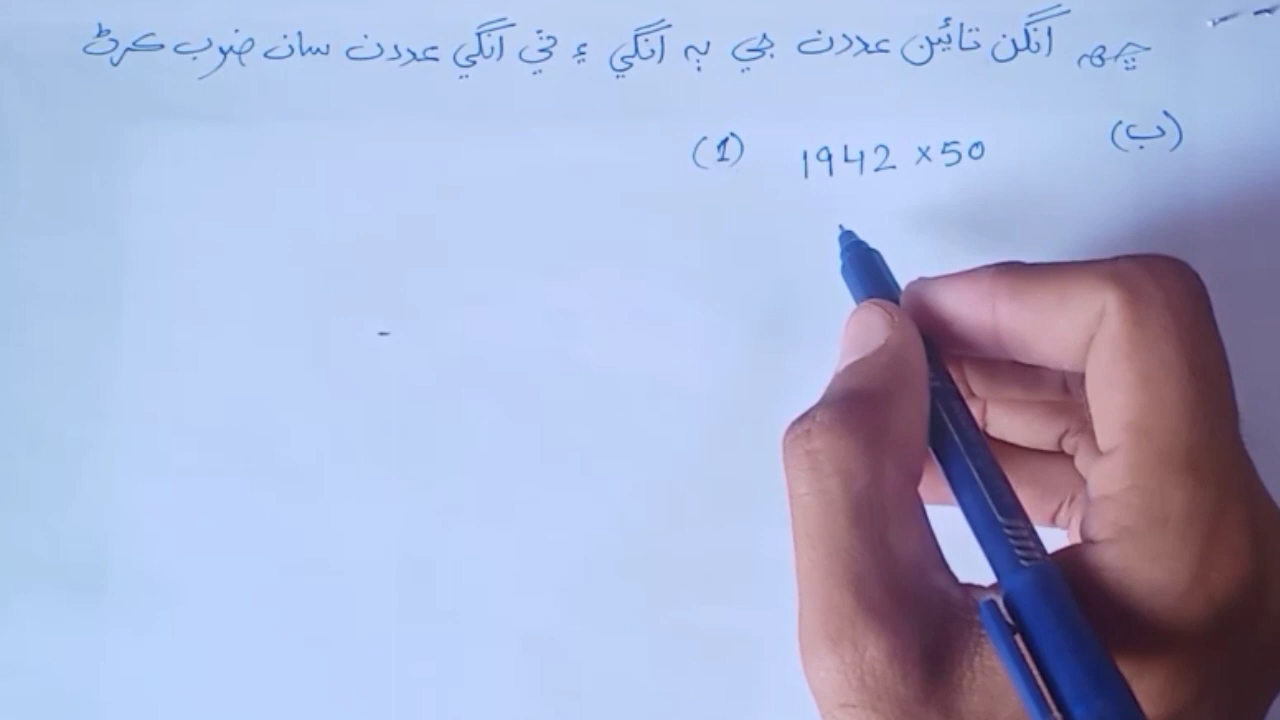 ڇهه انگن تائين عددن جي ٻه انگي ۽ ٽي انگي عددن سان ضرب ڪرڻ
(ب) (1) 1942 × 50